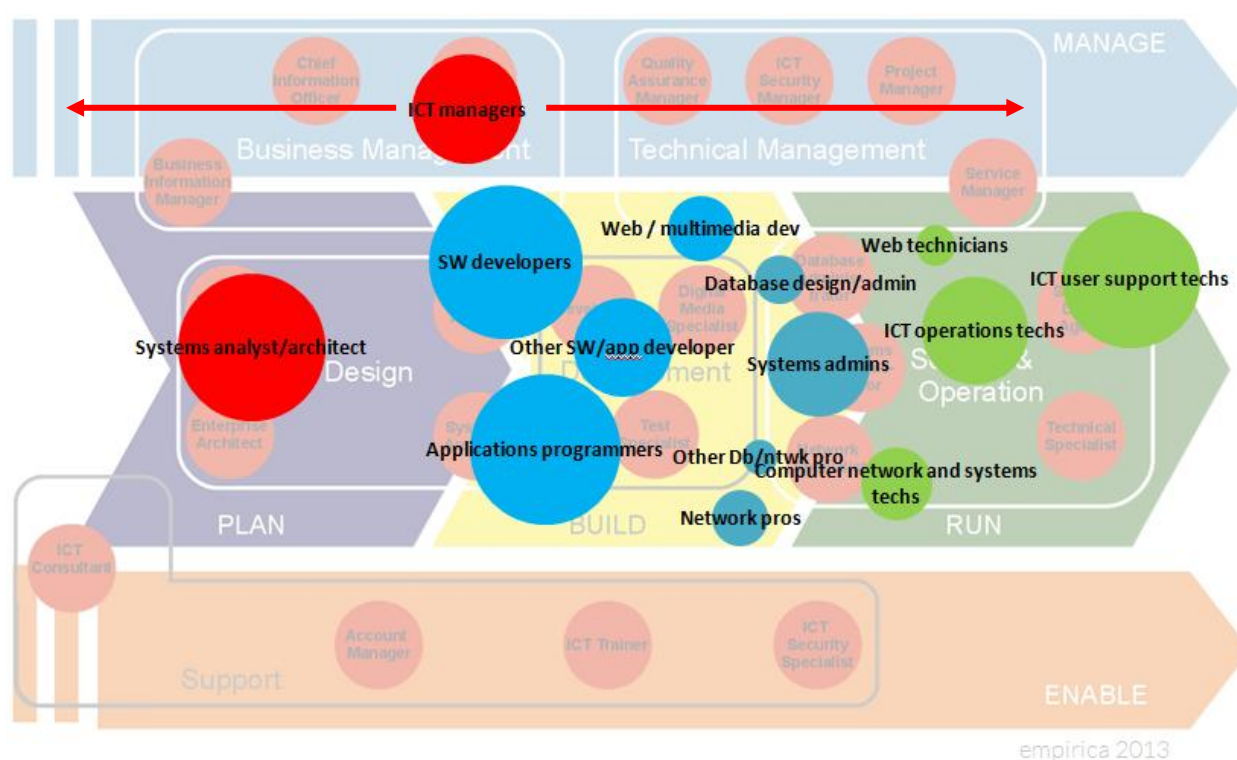 MANAGE
Chief
Information
Officer
ICT managers
Quality
Assurance
Manager
ICT
Security
Manager
Project
Manager
Business Management
Technical Management
Business
Information
Manager
Service
Manager
SW developers
Web / multimedia dev
Web technicians
Database design/admin
Database
Digital
Media
Specialist
ICT user support techs
Systems analyst/architect
Other SW/app developer
Systems admins
ICT operations techs
Design
&
Operation
Enterprise
Architect
Applications programmers
Test
Specialist
Other Db/ntwk pro
Network
Computer network and systems
techs
Technical
Specialist
Network pros
PLAN
BUILD
RUN
ICT
Consultant
Account
Manager
ICT Trainer
ICT
Security
Specialist
Support
ENABLE
empirica 2013